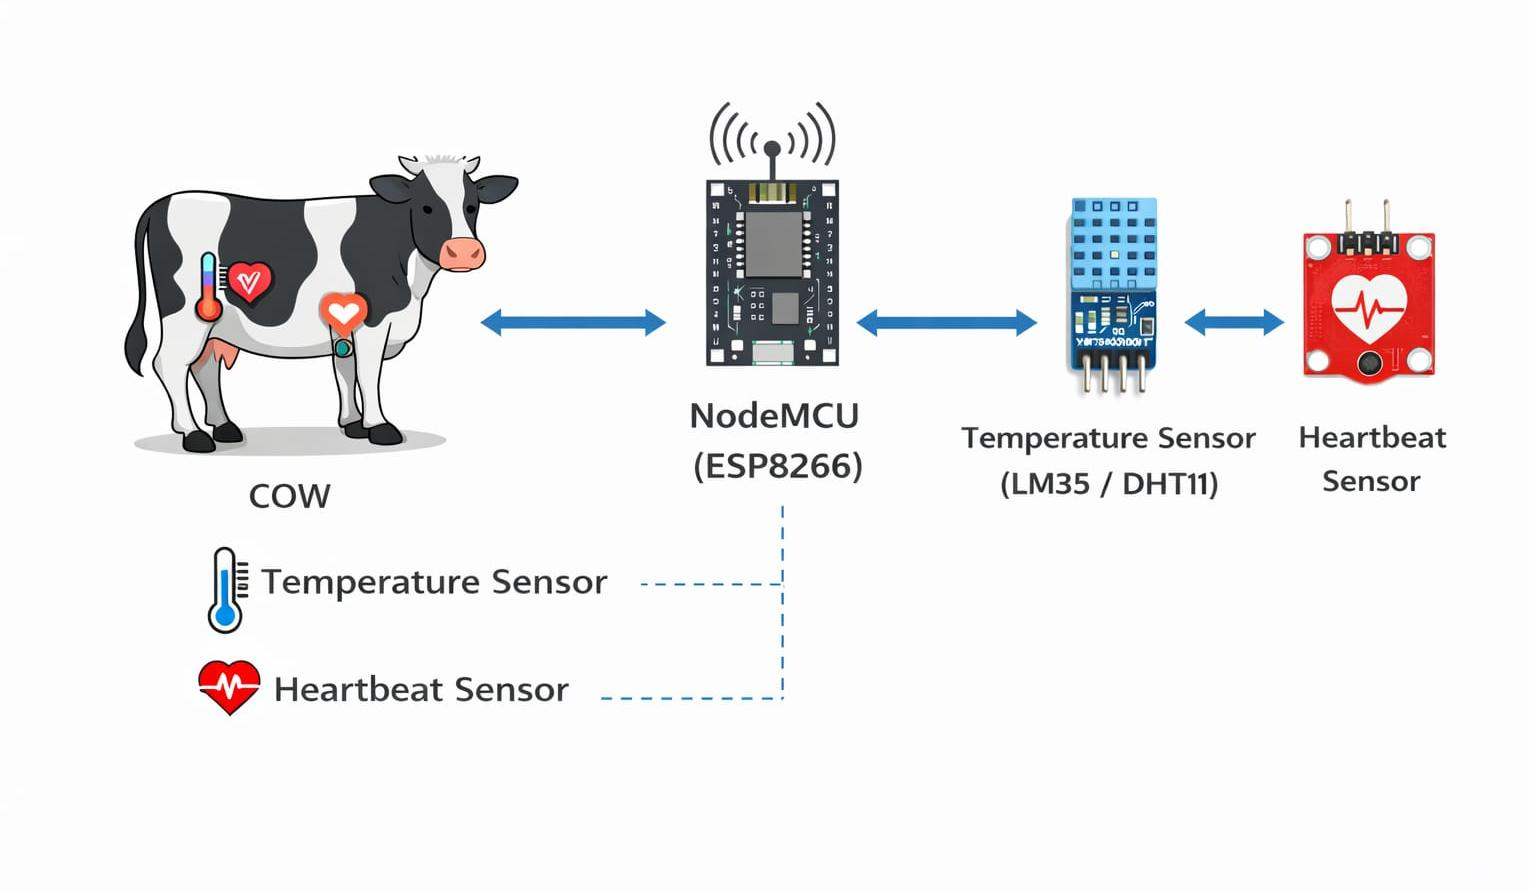 NodeMCU
(ESP8266)
Temperature Sensor
(LM35 / DHT11)
Heartbeat
Sensor
COW
Temperature Sensor
Heartbeat Sensor